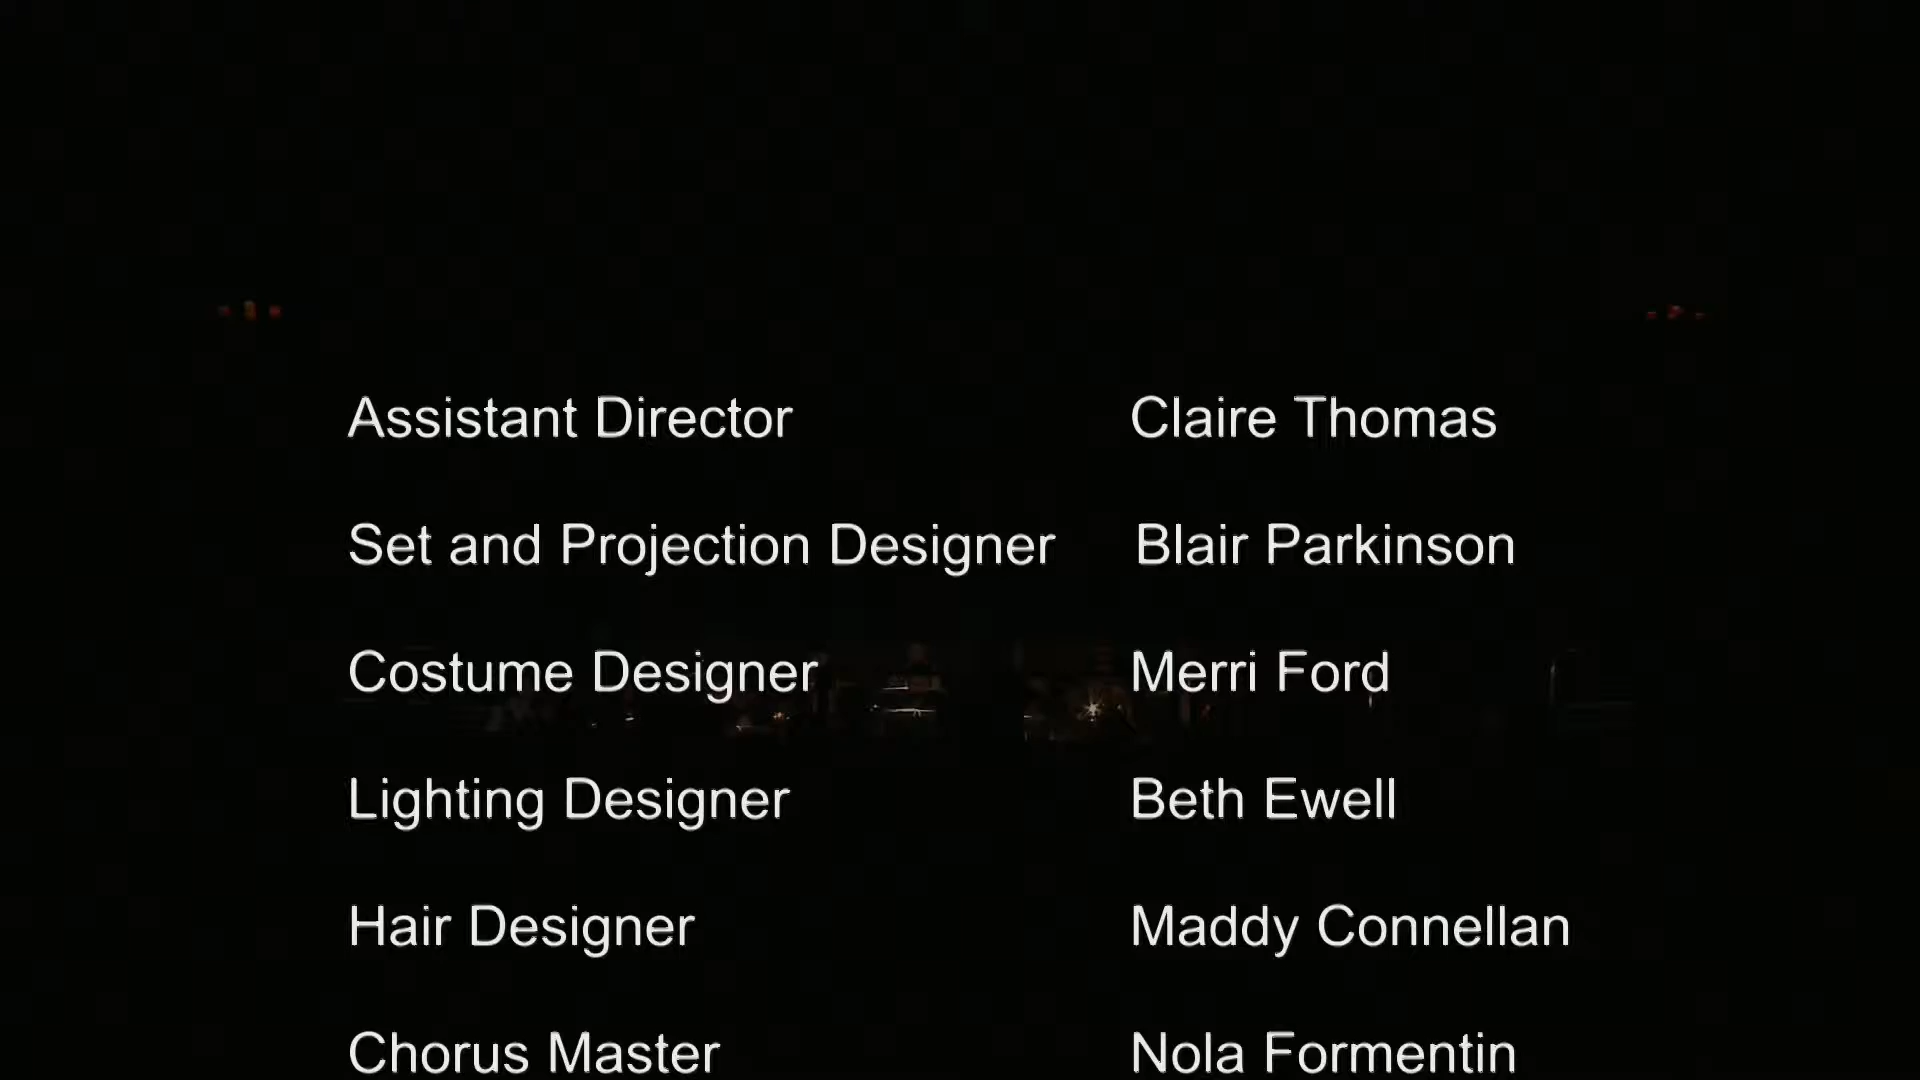 Assistant Director Claire Thomas
Set and Projection Designer Blair Parkinson
Costume Designer Merri Ford
Lighting Designer Beth Ewell
Hair Designer Maddy Connellan
Chorus Master Nola Formentin